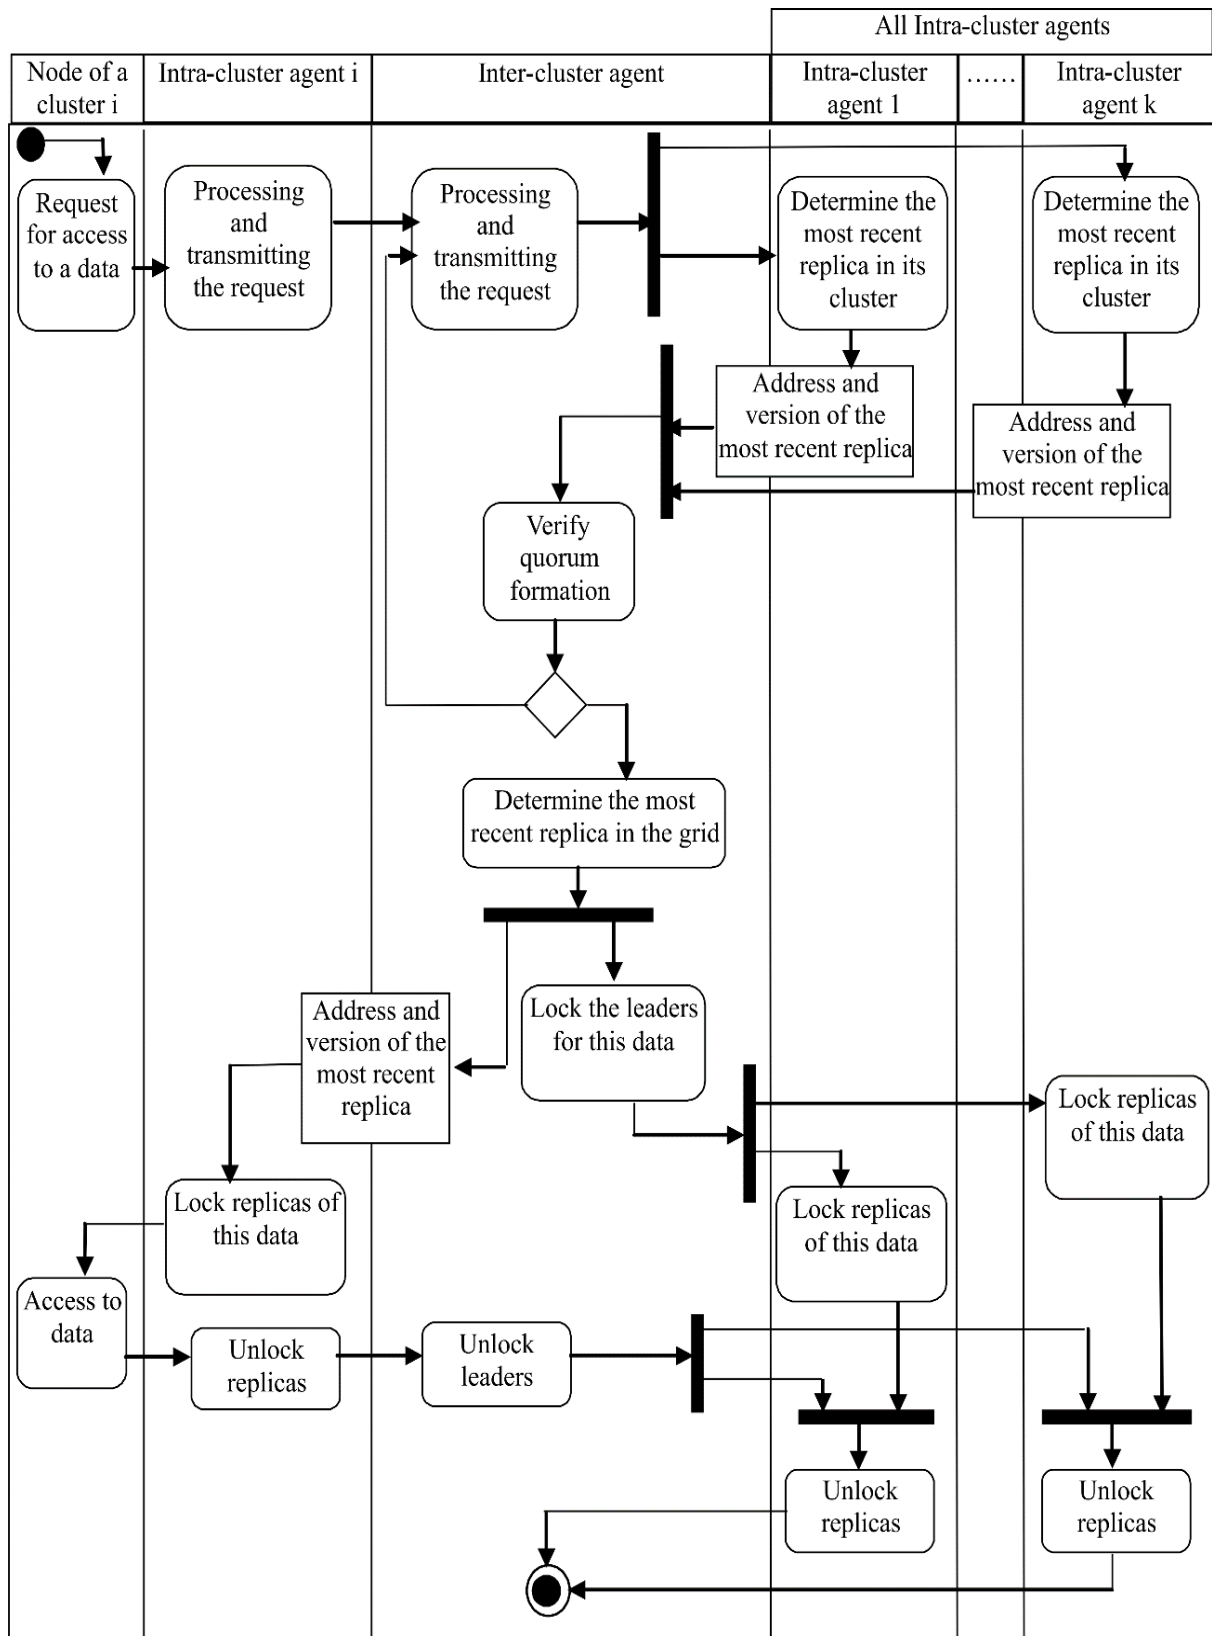 All Intra-cluster agents
Node of a
cluster i
Intra-cluster agent i
Inter-cluster agent
Intra-cluster
agent 1
……
Intra-cluster
agent k
Request
for access
to a data
Processing
and
transmitting
the request
Processing
and
transmitting
the request
Determine the
most recent
replica in its
cluster
Determine the
most recent
replica in its
cluster
Address and
version of the
most recent replica
Address and
version of the
most recent replica
Verify
quorum
formation
Determine the most
recent replica in the grid
Address and
version of the
most recent
replica
Lock the leaders
for this data
Lock replicas
of this data
Lock replicas of
this data
Lock replicas
of this data
Access to
data
Unlock
replicas
Unlock
leaders
Unlock
replicas
Unlock
replicas